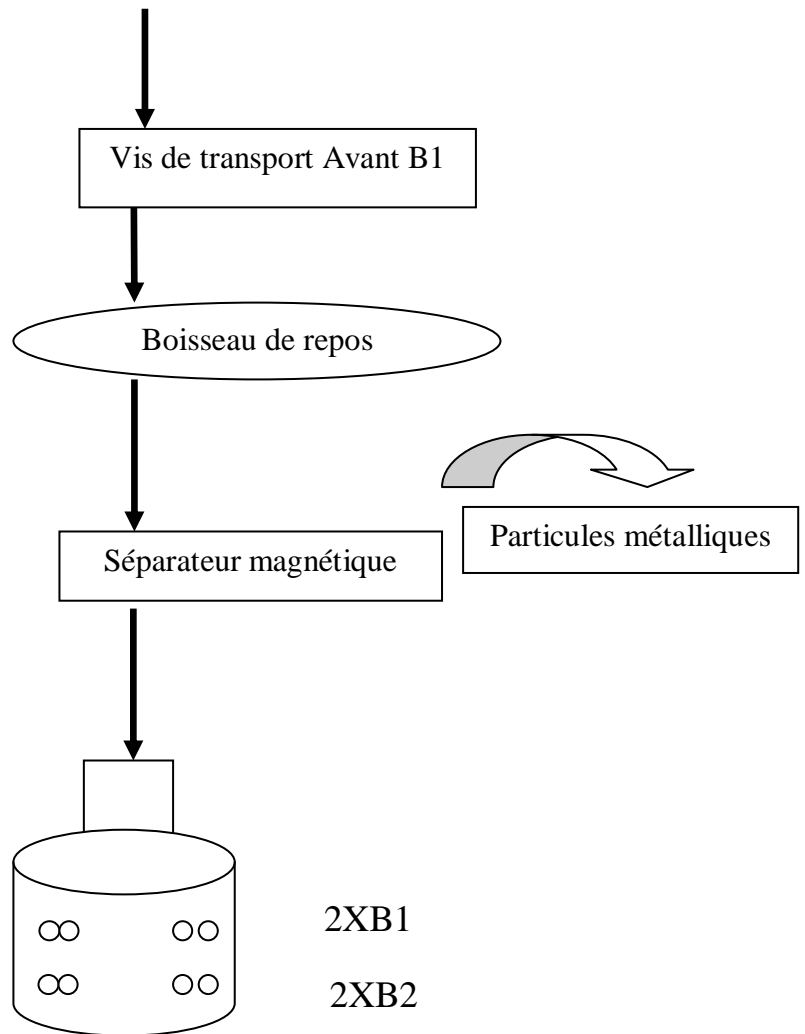 Vis de transport Avant B1
Boisseau de repos
Séparateur magnétique
Particules métalliques
2XB1
2XB2